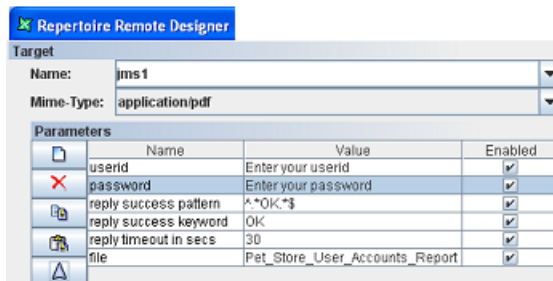 Repertoire Remote Designer
Target
Name: jms1
Mime-Type: application/pdf
Parameters
Name Value Enabled
userid Enter your userid
password Enter your password
reply success pattern ^.*OK.*$
reply success keyword OK
reply timeout in secs 30
file Pet_Store_User_Accounts_Report